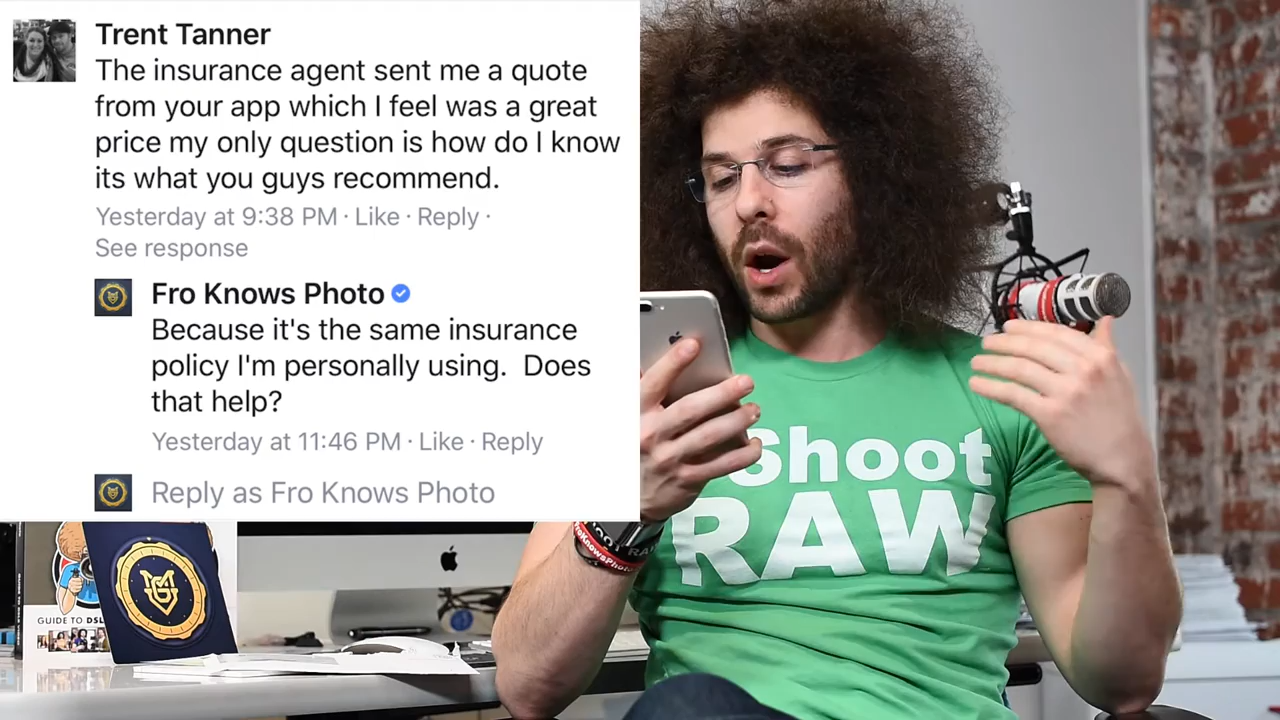 Trent Tanner
The insurance agent sent me a quote
from your app which I feel was a great
price my only question is how do I know
its what you guys recommend.
Yesterday at 9:38 PM · Like · Reply ·
See response
Fro Knows Photo
Because it's the same insurance
policy I'm personally using.  Does
that help?
Yesterday at 11:46 PM · Like · Reply
Reply as Fro Knows Photo
Shoot
RAW
FroKnowsPho
RAW
GUIDE TO DSL